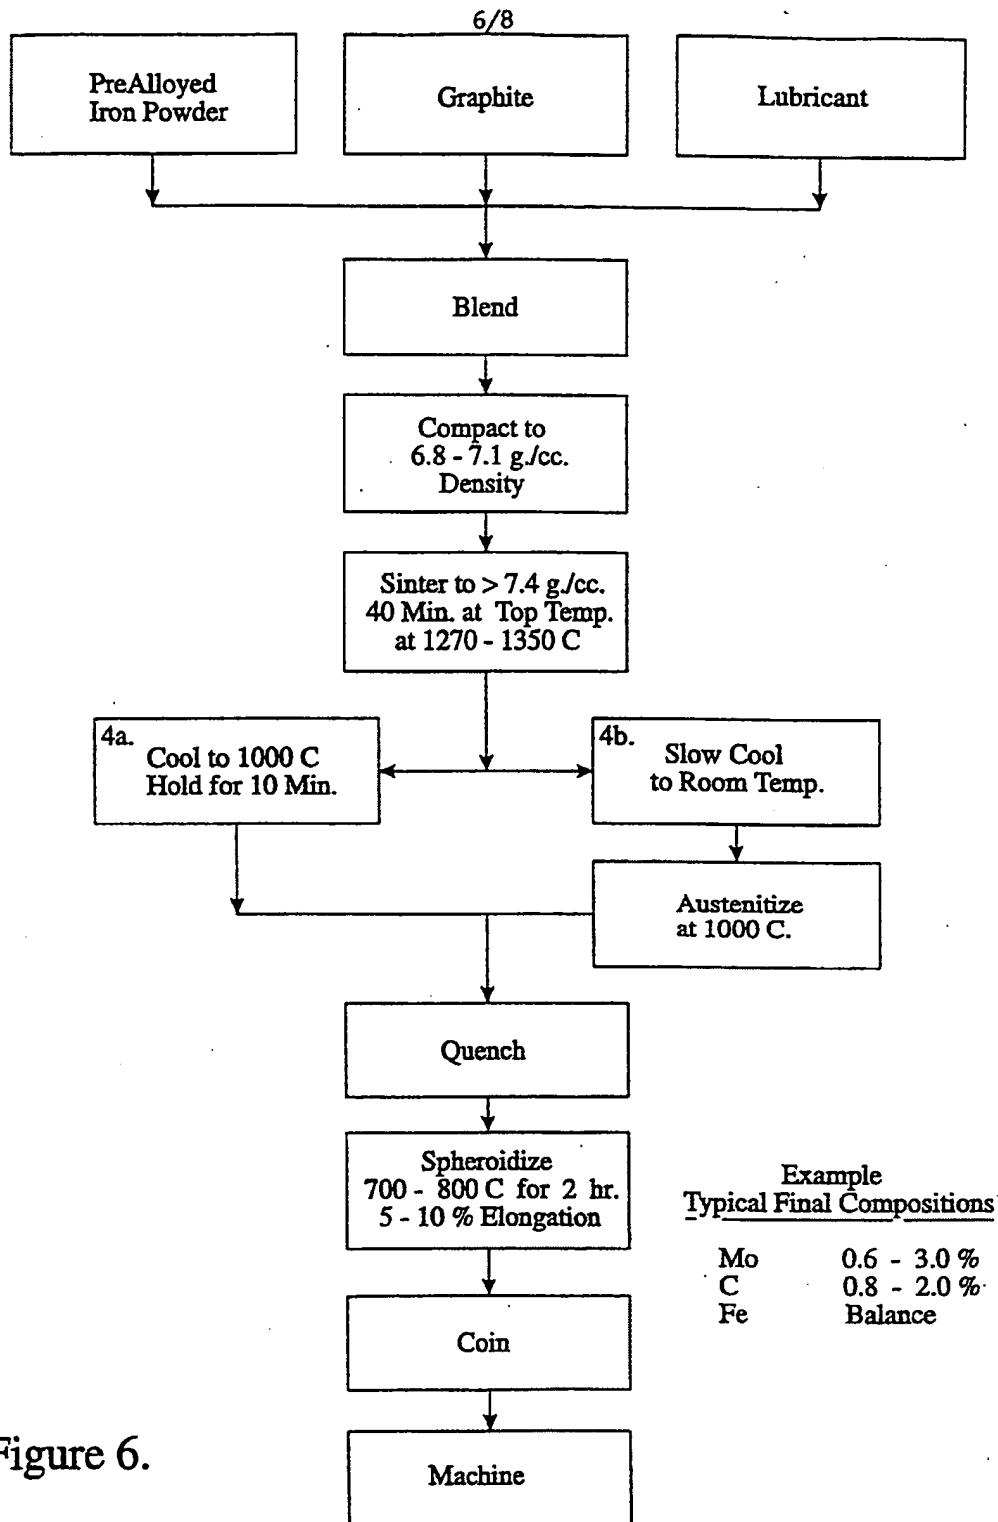 6/8
PreAlloyed
Iron Powder
Graphite
Lubricant
Blend
Compact to
6.8 - 7.1 g./cc.
Density
Sinter to > 7.4 g./cc.
40 Min. at Top Temp.
at 1270 - 1350 C
4a.
Cool to 1000 C
Hold for 10 Min.
4b.
Slow Cool
to Room Temp.
Austenitize
at 1000 C.
Quench
Spheroidize
700 - 800 C for 2 hr.
5 - 10 % Elongation
Example
Typical Final Compositions
Mo 0.6 - 3.0 %
C 0.8 - 2.0 %
Fe Balance
Coin
Machine
Figure 6.